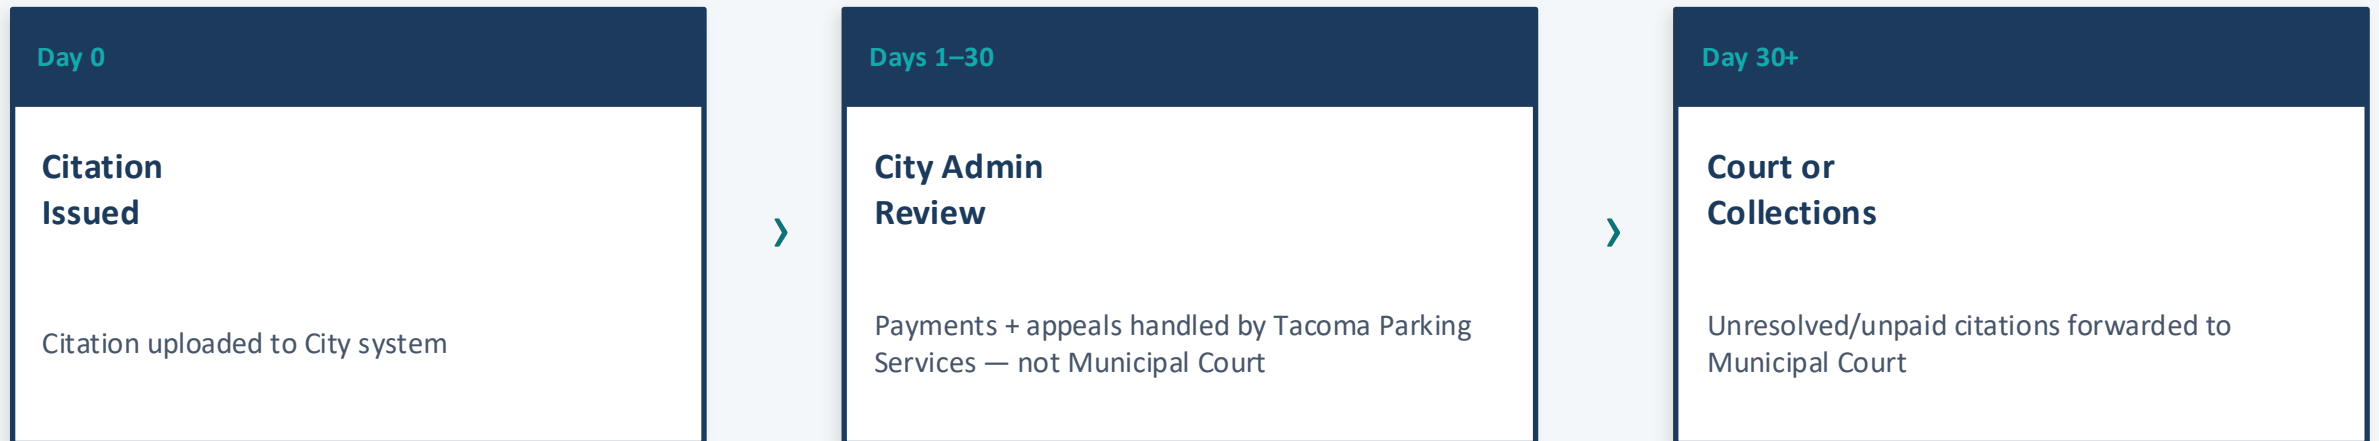 Day 0
Citation
Issued
Citation uploaded to City system
›
Days 1–30
City Admin
Review
Payments + appeals handled by Tacoma Parking
Services — not Municipal Court
›
Day 30+
Court or
Collections
Unresolved/unpaid citations forwarded to
Municipal Court